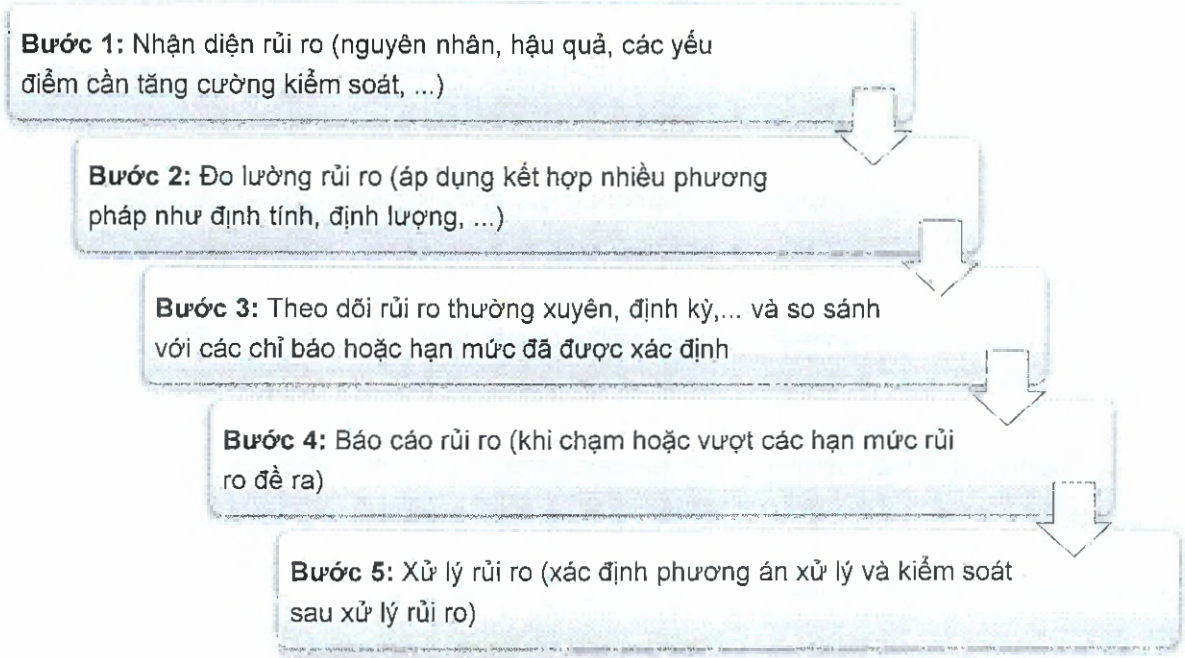 Bước 1: Nhận diện rủi ro (nguyên nhân, hậu quả, các yếu
điểm cần tăng cường kiểm soát, ...)
Bước 2: Đo lường rủi ro (áp dụng kết hợp nhiều phương
pháp như định tính, định lượng, ...)
Bước 3: Theo dõi rủi ro thường xuyên, định kỳ,... và so sánh
với các chỉ báo hoặc hạn mức đã được xác định
Bước 4: Báo cáo rủi ro (khi chạm hoặc vượt các hạn mức rủi
ro đề ra)
Bước 5: Xử lý rủi ro (xác định phương án xử lý và kiểm soát
sau xử lý rủi ro)